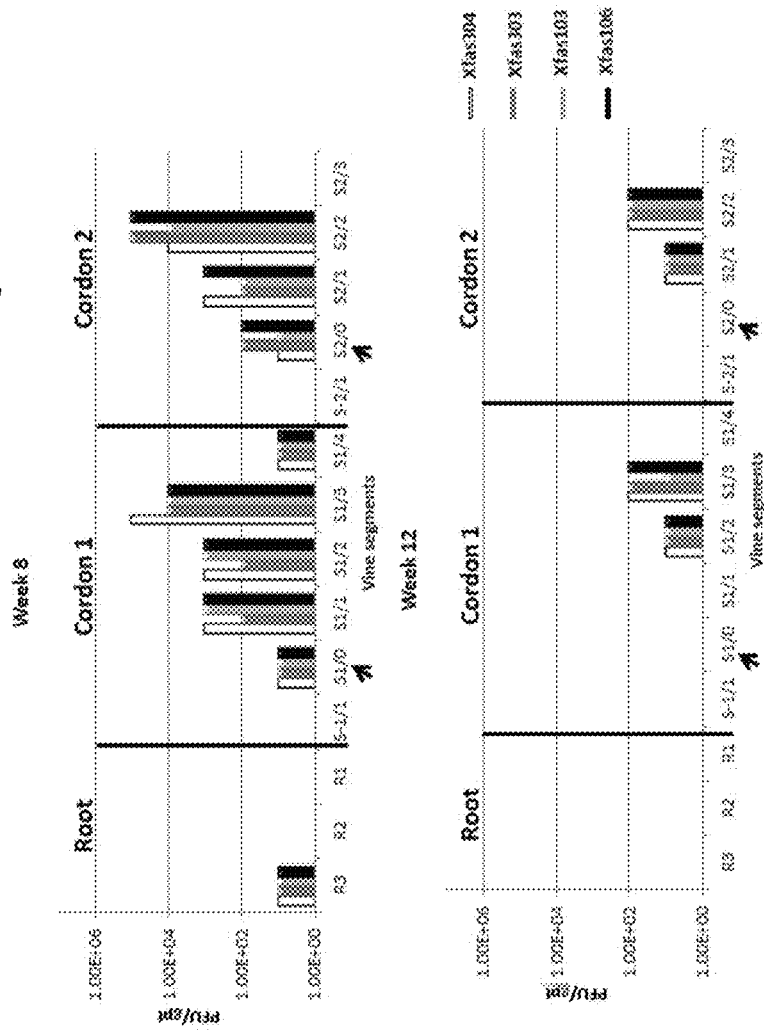 Week 8
Root
Cordon 1
Cordon 2
1.00E+06
1.00E+04
1.00E+02
1.00E+00
PFU/gpt
R3 R2 R1 S-1/1 S1/0 S1/1 S1/2 S1/3 S1/4 S-2/1 S2/0 S2/1 S2/2 S2/3
Vine segments
Week 12
Root
Cordon 1
Cordon 2
1.00E+06
1.00E+04
1.00E+02
1.00E+00
PFU/gpt
R3 R2 R1 S-1/1 S1/0 S1/1 S1/2 S1/3 S1/4 S-2/1 S2/0 S2/1 S2/2 S2/3
Vine segments
Xfas304
Xfas303
Xfas103
Xfas106